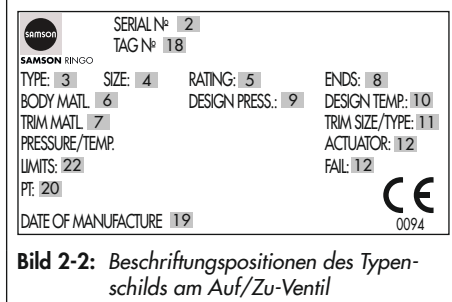 samson
SERIAL № 2
TAG № 18
SAMSON RINGO
TYPE: 3 SIZE: 4 RATING: 5 ENDS: 8
BODY MATL. 6 DESIGN PRESS.: 9 DESIGN TEMP.: 10
TRIM MATL. 7 TRIM SIZE/TYPE: 11
PRESSURE/TEMP. ACTUATOR: 12
LIMITS: 22 FAIL: 12
PT: 20
CE
DATE OF MANUFACTURE 19 0094
Bild 2-2: Beschriftungspositionen des Typen-
schilds am Auf/Zu-Ventil